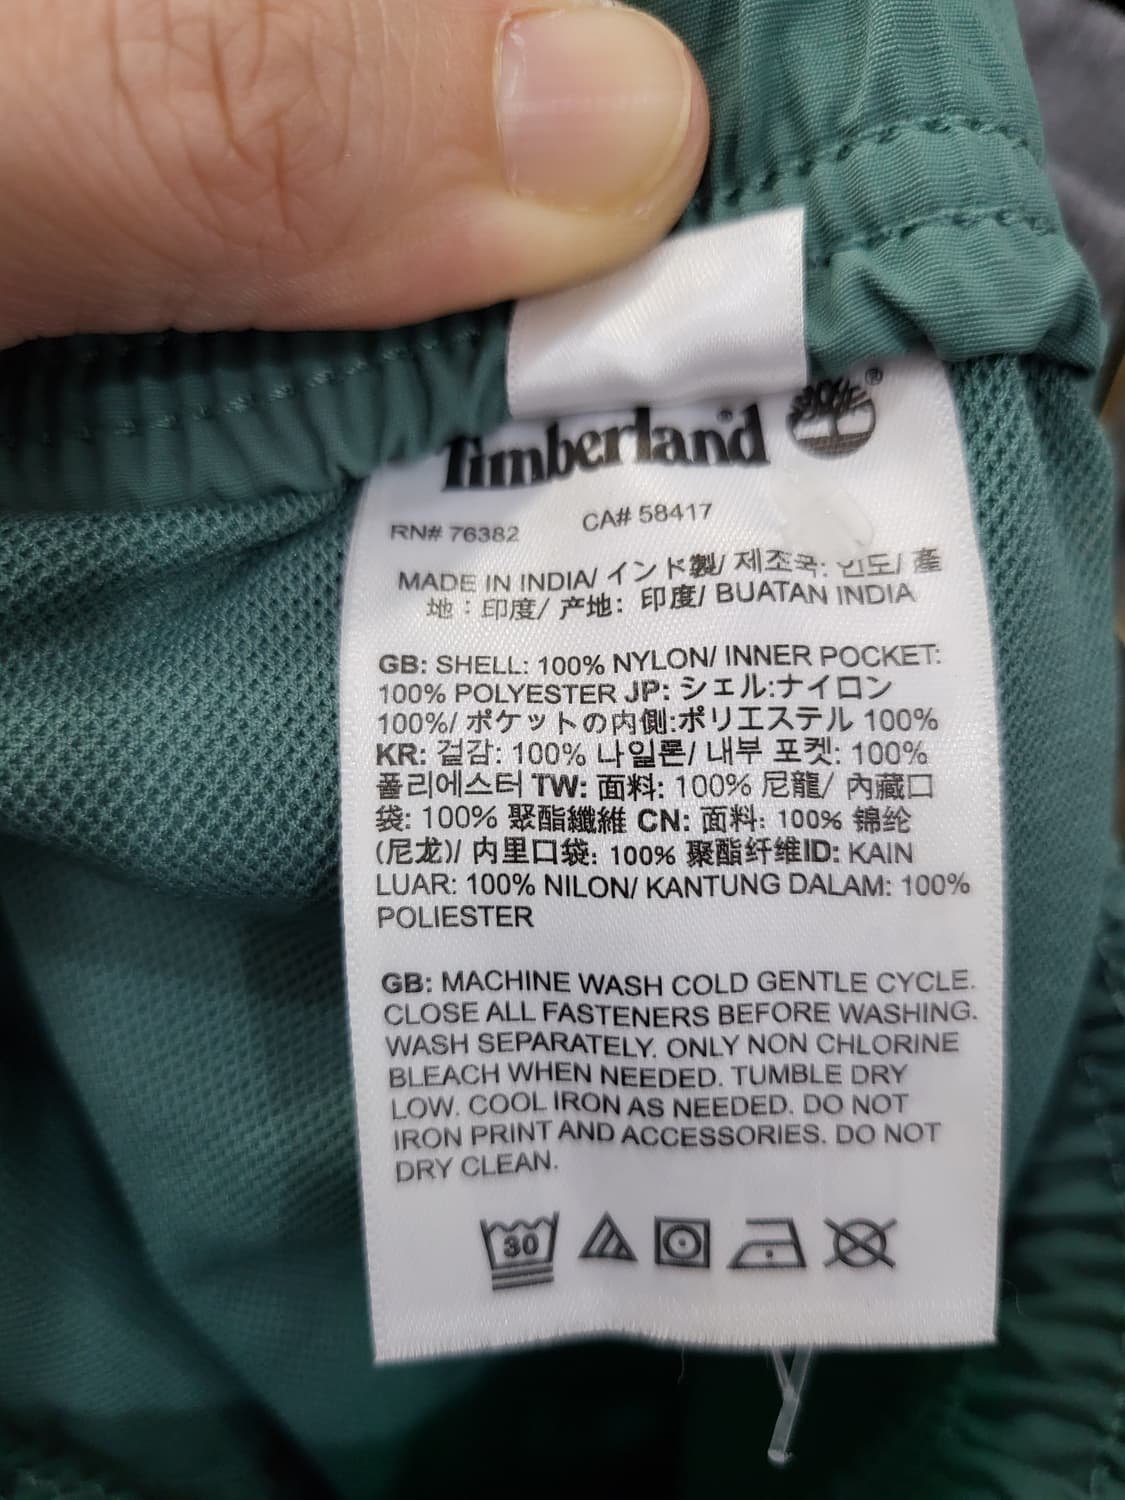 Timberland®
RN# 76382 CA# 58417
MADE IN INDIA/ インド製/ 제조국: 인도/ 產
地：印度/ 产地：印度/ BUATAN INDIA
GB: SHELL: 100% NYLON/ INNER POCKET:
100% POLYESTER JP: シェル:ナイロン
100%/ ポケットの内側:ポリエステル 100%
KR: 겉감: 100% 나일론/ 내부 포켓: 100%
폴리에스터 TW: 面料: 100% 尼龍/ 內藏口
袋: 100% 聚酯纖維 CN: 面料: 100% 锦纶
(尼龙)/ 内里口袋: 100% 聚酯纤维ID: KAIN
LUAR: 100% NILON/ KANTUNG DALAM: 100%
POLIESTER
GB: MACHINE WASH COLD GENTLE CYCLE.
CLOSE ALL FASTENERS BEFORE WASHING.
WASH SEPARATELY. ONLY NON CHLORINE
BLEACH WHEN NEEDED. TUMBLE DRY
LOW. COOL IRON AS NEEDED. DO NOT
IRON PRINT AND ACCESSORIES. DO NOT
DRY CLEAN.
30